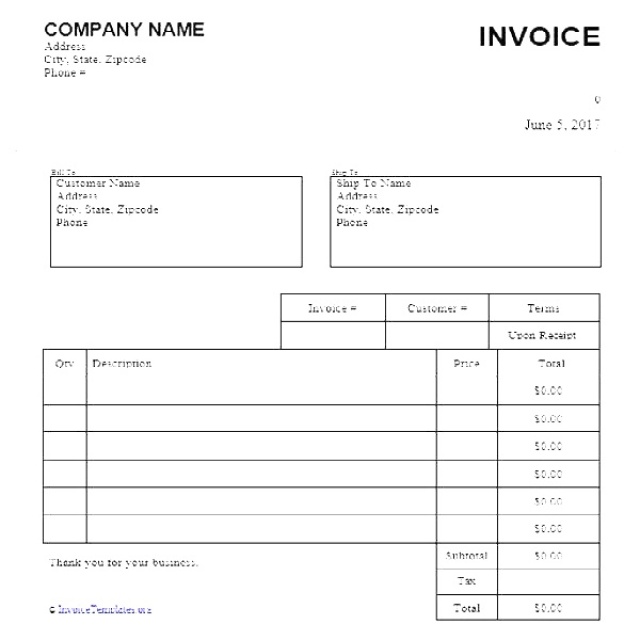 COMPANY NAME
INVOICE
Address
City, State, Zipcode
Phone #
0
June 5, 2017
Bill To
Ship To
Customer Name
Address
City, State, Zipcode
Phone
Ship To Name
Address
City, State, Zipcode
Phone
Invoice # Customer # Terms
Upon Receipt
Qty Description Price Total
$0.00
$0.00
$0.00
$0.00
$0.00
$0.00
Subtotal $0.00
Thank you for your business.
Tax
© InvoiceTemplates.org
Total $0.00